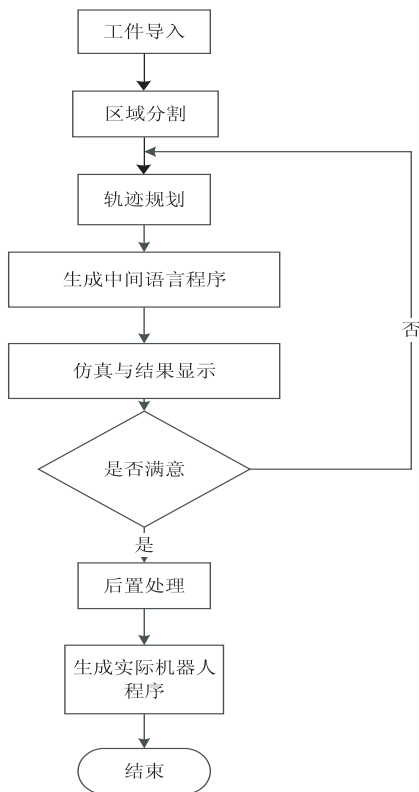 工件导入
区域分割
轨迹规划
生成中间语言程序
否
仿真与结果显示
是否满意
是
后置处理
生成实际机器人
程序
结束